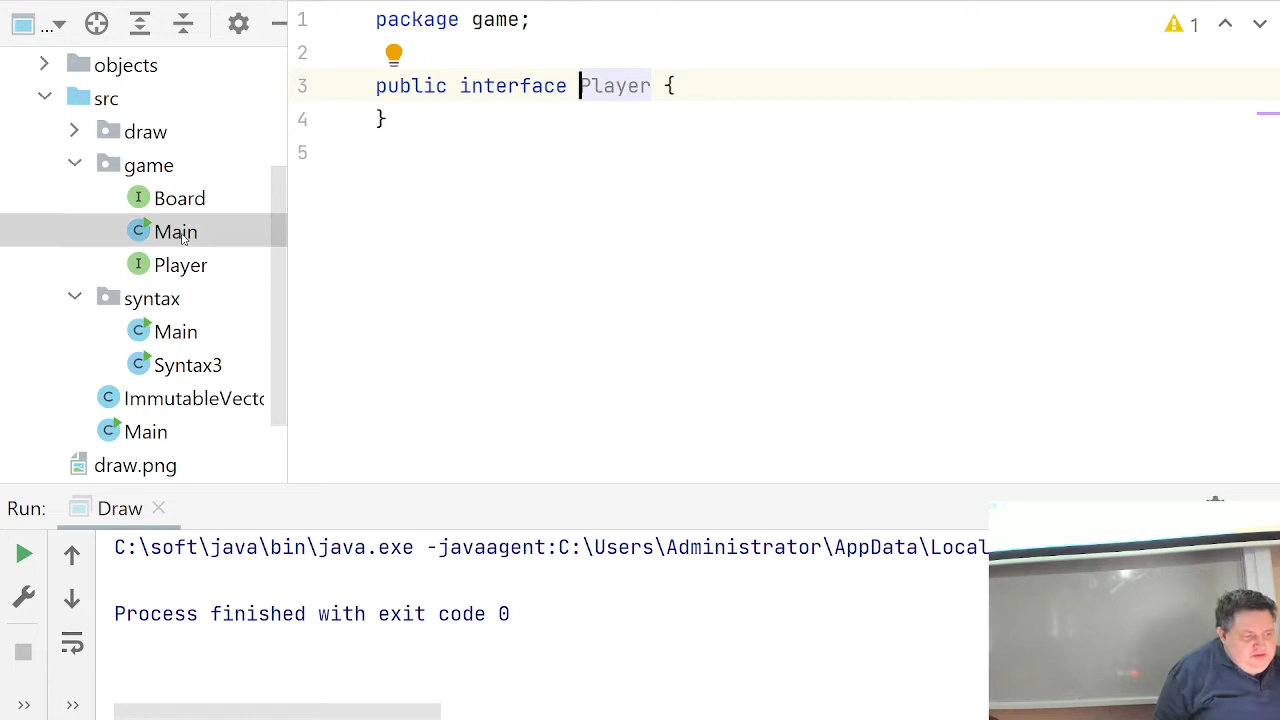 ...
objects
src
draw
game
Board
Main
Player
syntax
Main
Syntax3
ImmutableVecto
Main
draw.png
1 package game;
2
3 public interface Player {
4 }
5
1
Run: Draw
C:\soft\java\bin\java.exe -javaagent:C:\Users\Administrator\AppData\Local
Process finished with exit code 0